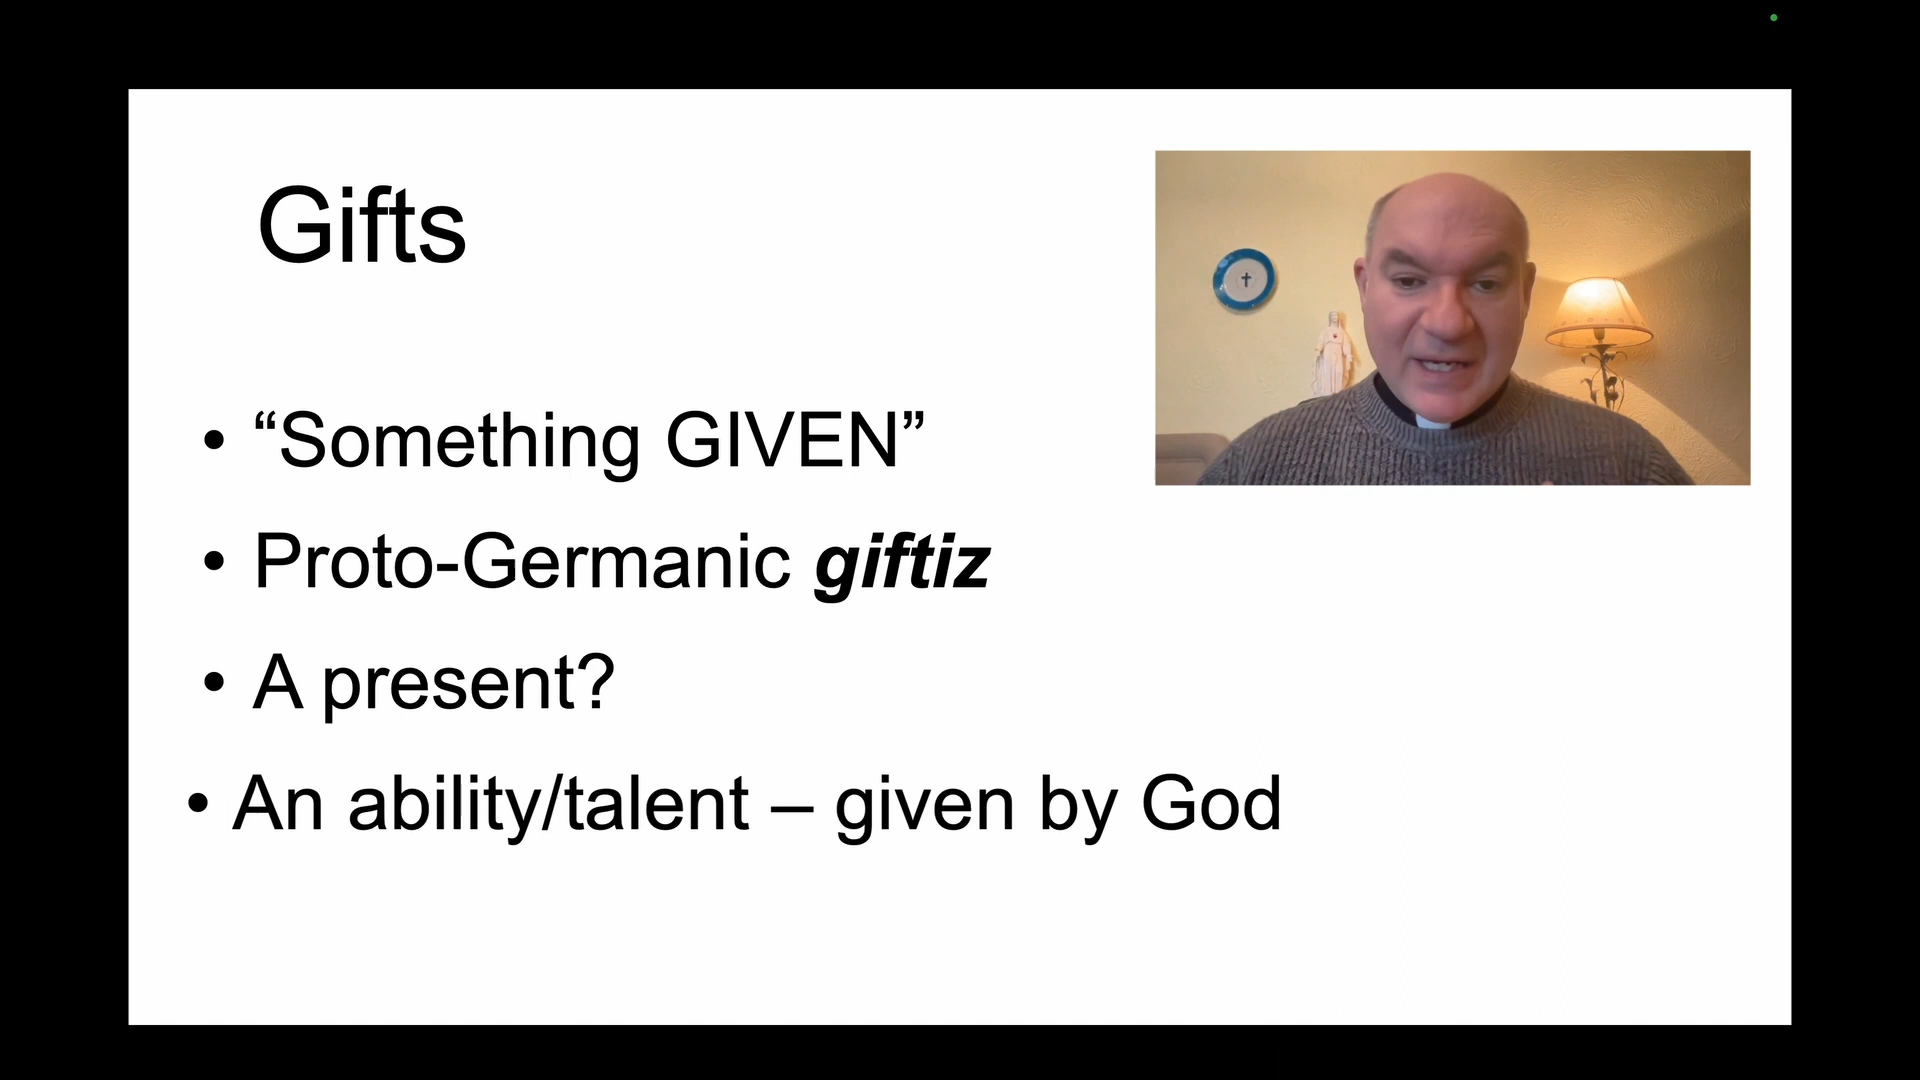 Gifts
• “Something GIVEN”
• Proto-Germanic giftiz
• A present?
• An ability/talent – given by God